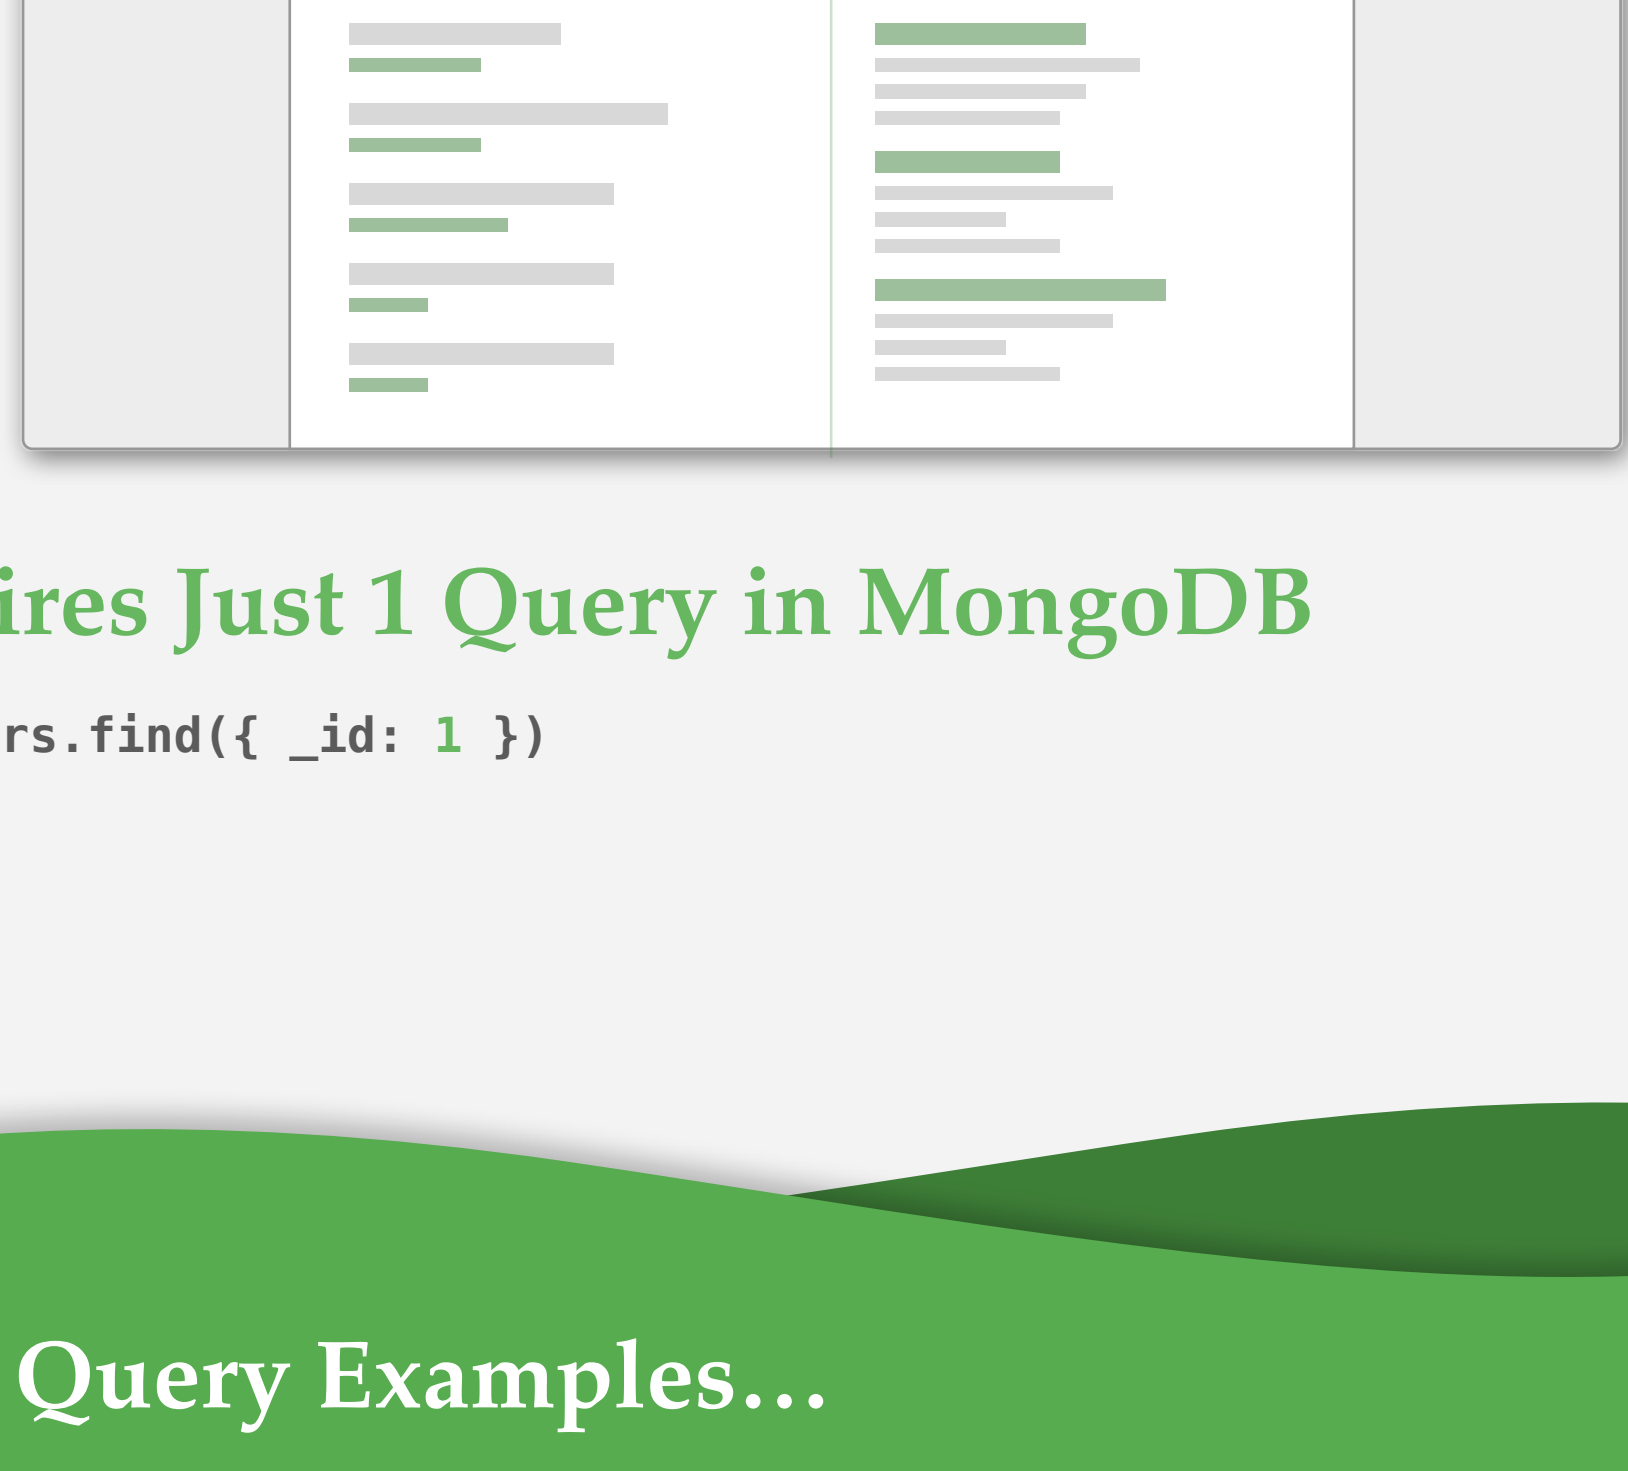 ires Just 1 Query in MongoDB
rs.find({ _id: 1 })
Query Examples...